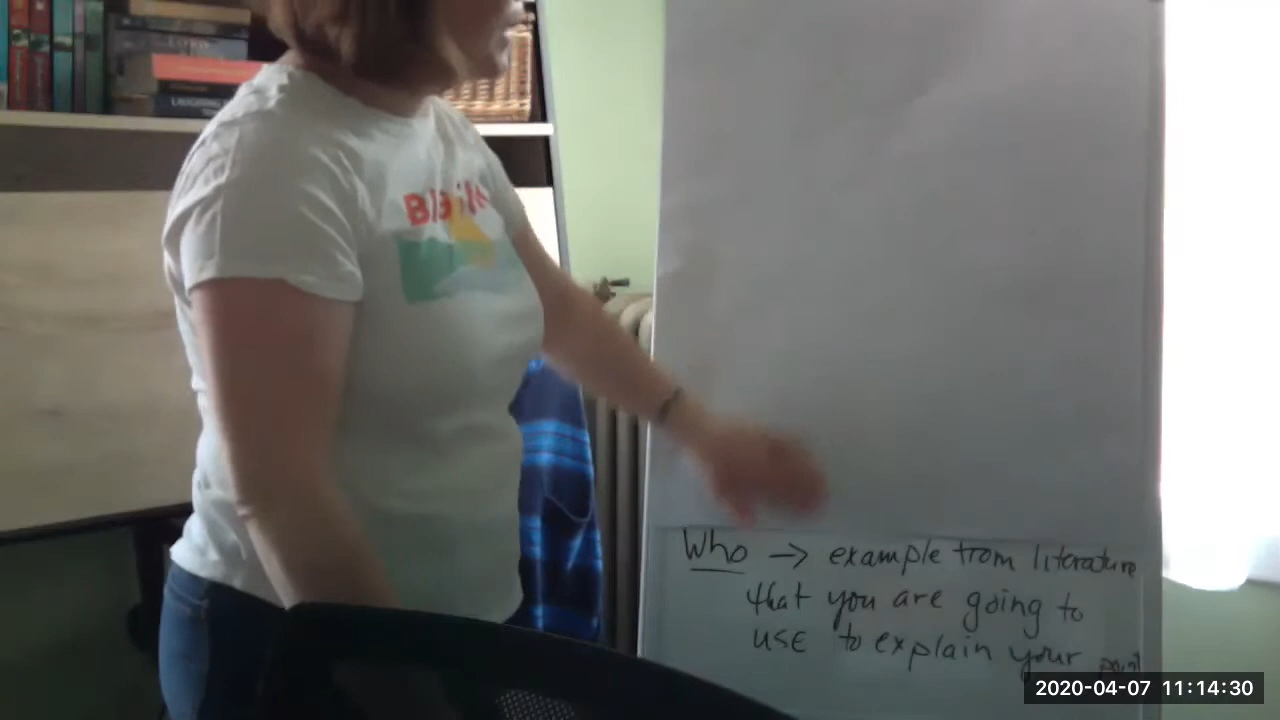 Who → example from literature
that you are going to
use to explain your point
2020-04-07 11:14:30